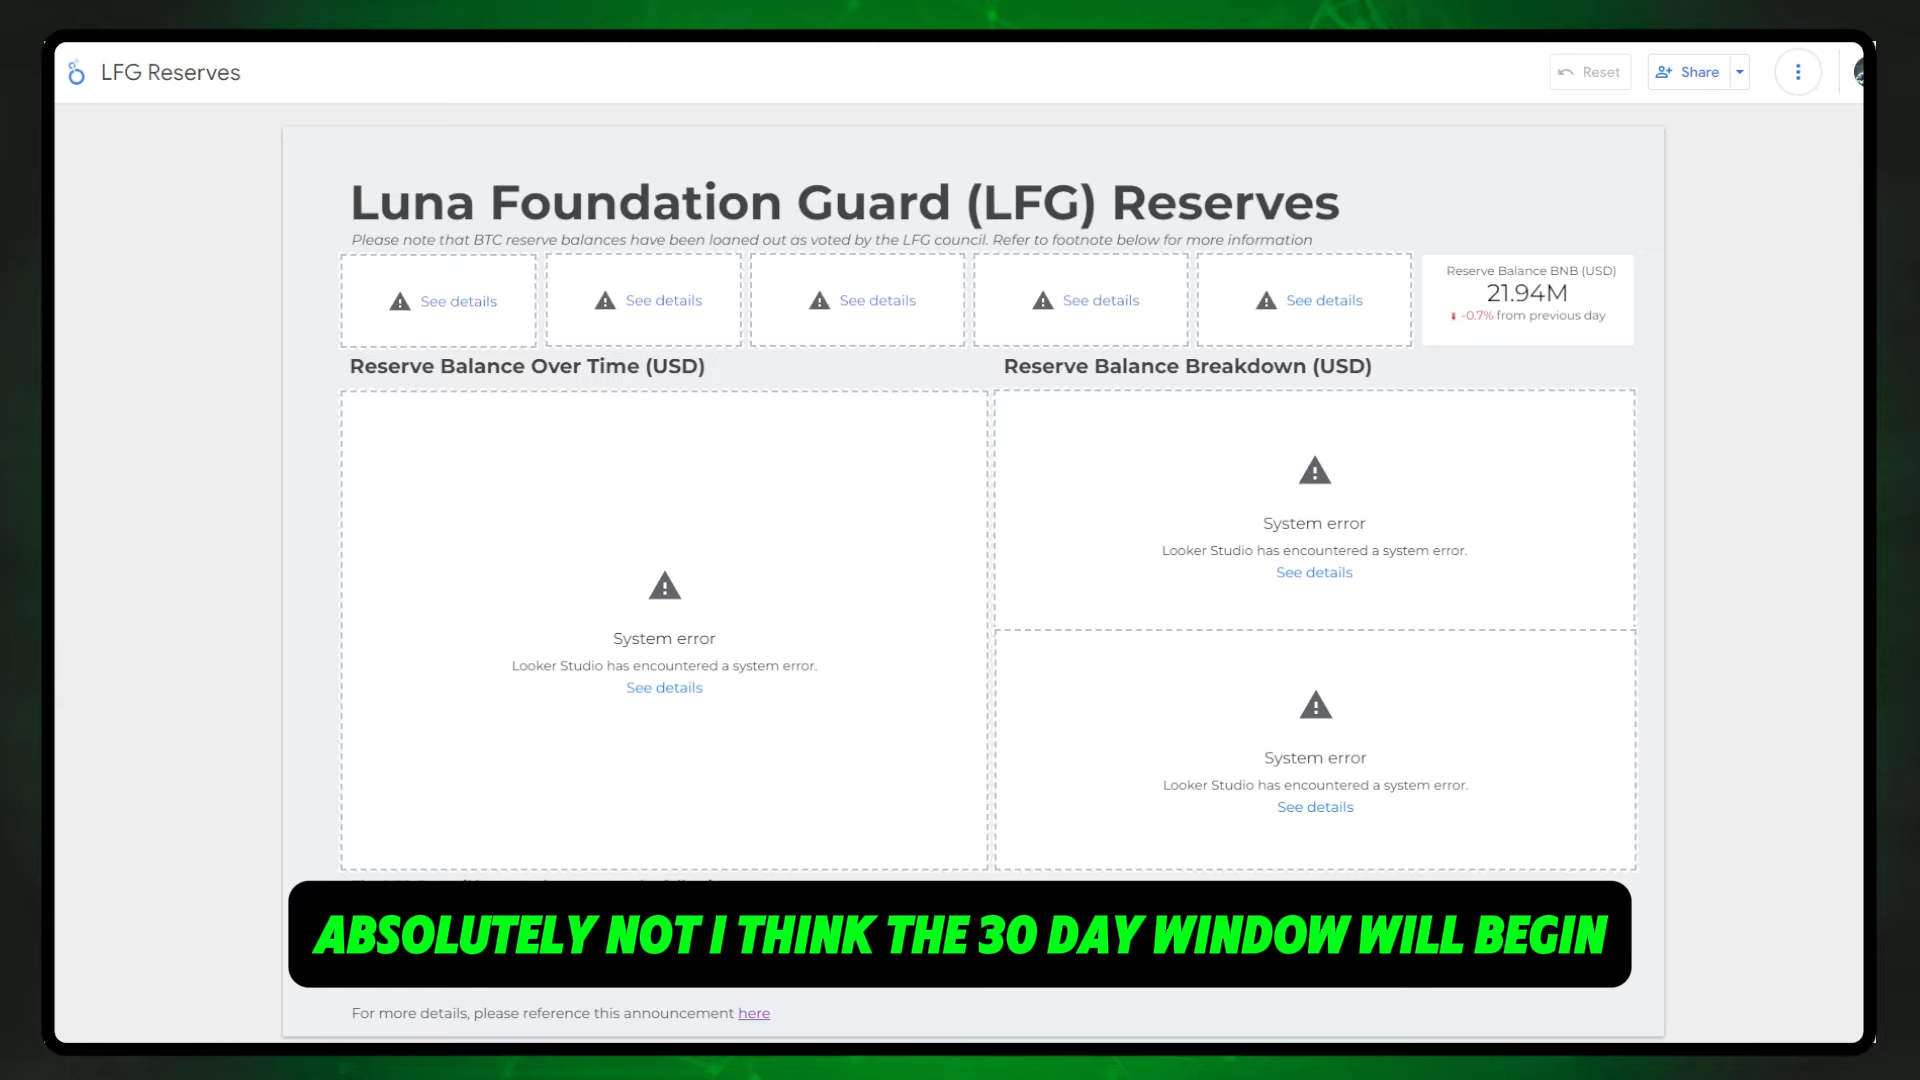 LFG Reserves
Reset
Share
Luna Foundation Guard (LFG) Reserves
Please note that BTC reserve balances have been loaned out as voted by the LFG council. Refer to footnote below for more information
See details
See details
See details
See details
See details
Reserve Balance BNB (USD)
21.94M
-0.7% from previous day
Reserve Balance Over Time (USD)
Reserve Balance Breakdown (USD)
System error
Looker Studio has encountered a system error.
See details
System error
Looker Studio has encountered a system error.
See details
System error
Looker Studio has encountered a system error.
See details
ABSOLUTELY NOT I THINK THE 30 DAY WINDOW WILL BEGIN
For more details, please reference this announcement here